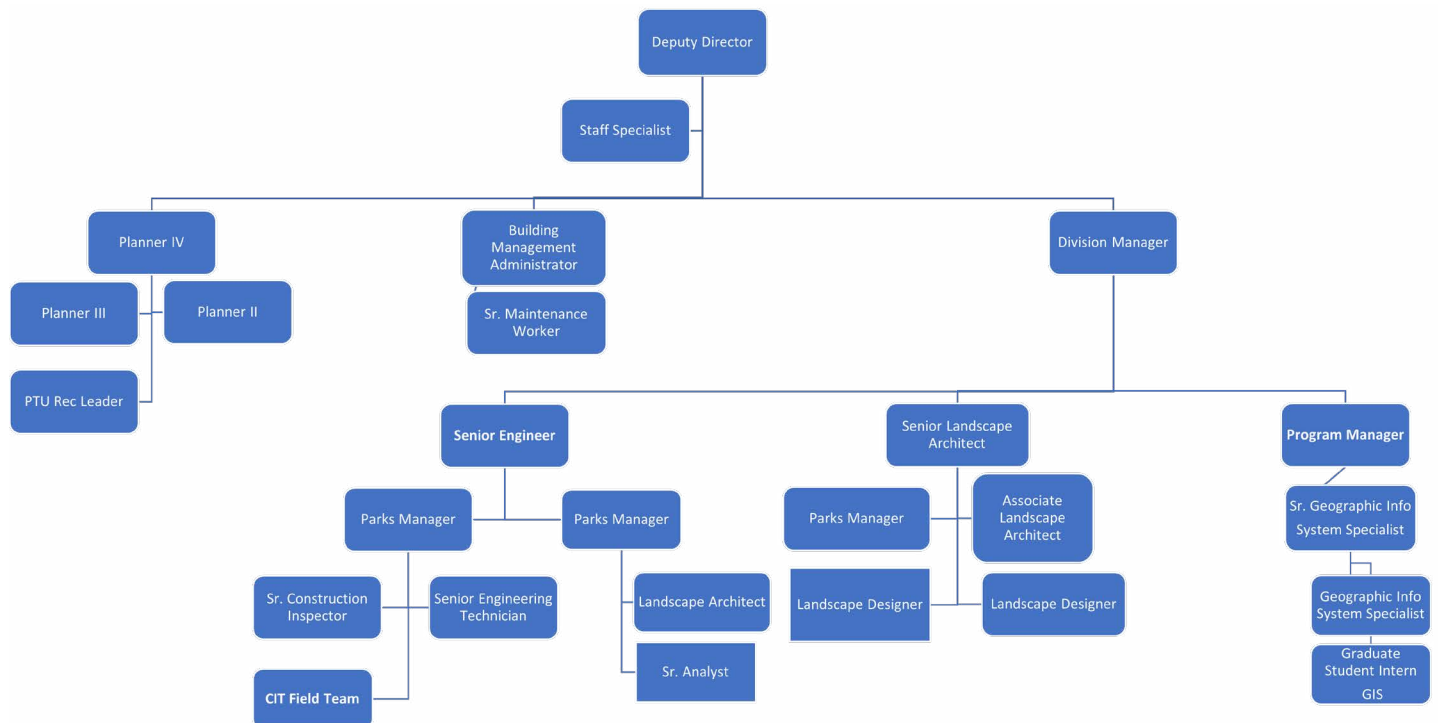 Deputy Director
Staff Specialist
Planner IV
Building
Management
Administrator
Division Manager
Planner III
Planner II
Sr. Maintenance
Worker
PTU Rec Leader
Senior Engineer
Senior Landscape
Architect
Program Manager
Parks Manager
Parks Manager
Parks Manager
Associate
Landscape
Architect
Sr. Geographic Info
System Specialist
Sr. Construction
Inspector
Senior Engineering
Technician
Landscape Architect
Landscape Designer
Landscape Designer
Geographic Info
System Specialist
CIT Field Team
Sr. Analyst
Graduate
Student Intern
GIS